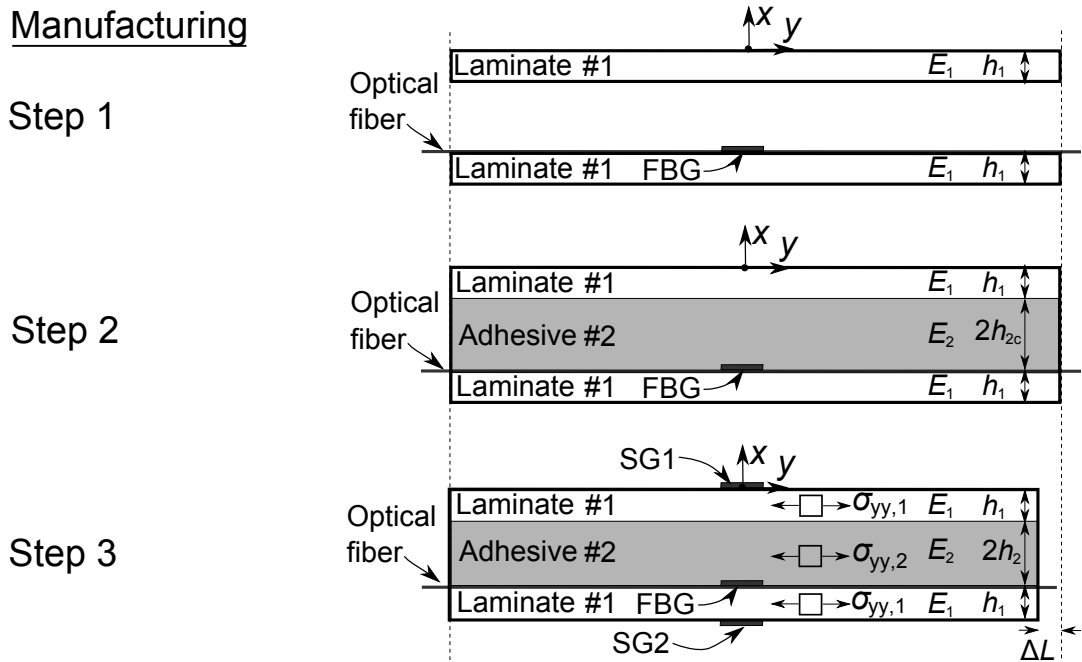 Manufacturing
x
y
Laminate #1 E1 h1
Optical
fiber
Step 1
Laminate #1 FBG E1 h1
x
y
Laminate #1 E1 h1
Optical
fiber
Step 2
Adhesive #2 E2 2h2c
Laminate #1 FBG E1 h1
SG1
x
y
Laminate #1 σyy,1 E1 h1
Optical
fiber
Step 3
Adhesive #2 σyy,2 E2 2h2
Laminate #1 FBG σyy,1 E1 h1
SG2
ΔL